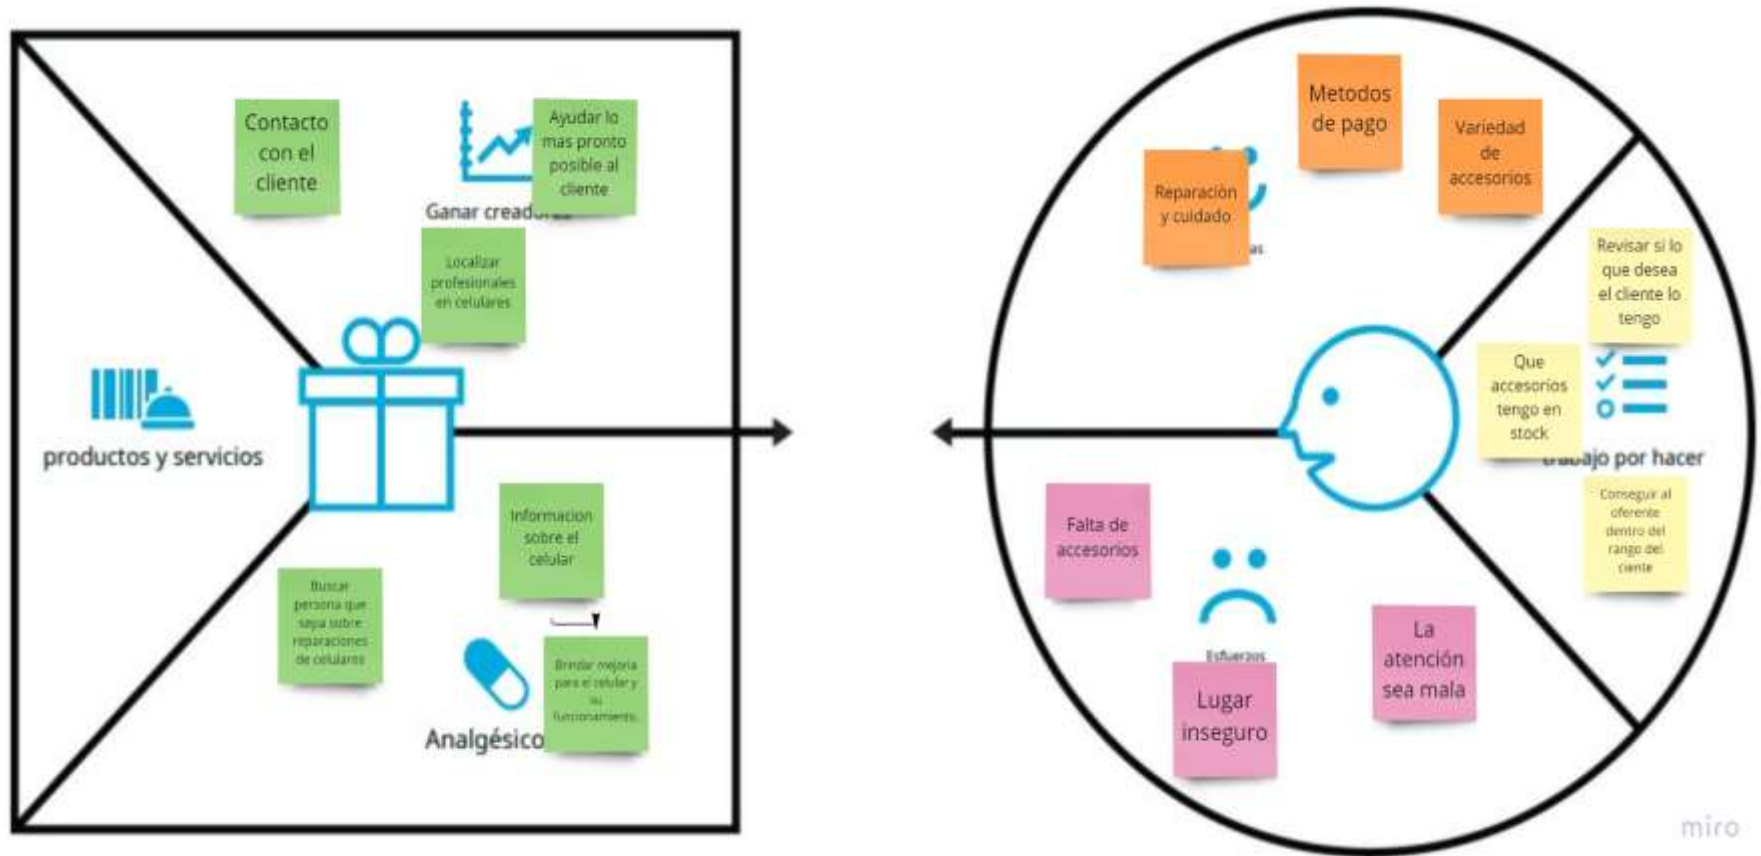 Contacto
con el
cliente
Ayudar lo
mas pronto
posible al
cliente
Ganar
Localizar
profesionales
en celulares
productos y servicios
Informacion
sobre el
celular
Buscar
persona que
sepa sobre
reparaciones
de celulares
Brindar mejoria
para el celular y
su
funcionamiento.
Analgésico
Metodos
de pago
Variedad
de
accesorios
Reparación
y cuidado
as
Revisar si lo
que desea
el cliente lo
tengo
Que
accesorios
tengo en
stock
trabajo por hacer
Conseguir al
oferente
dentro del
rango del
ciente
Falta de
accesorios
Esfuerzos
Lugar
inseguro
La
atención
sea mala
miro